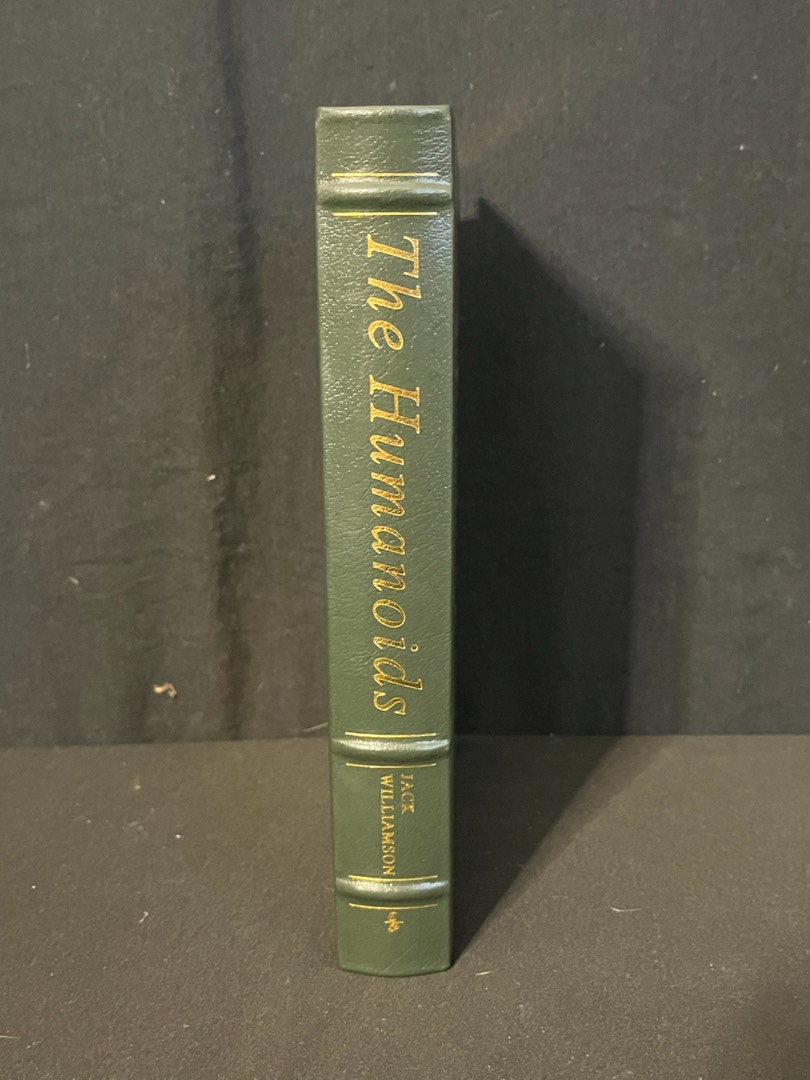 The Humanoids
JACK
WILLIAMSON